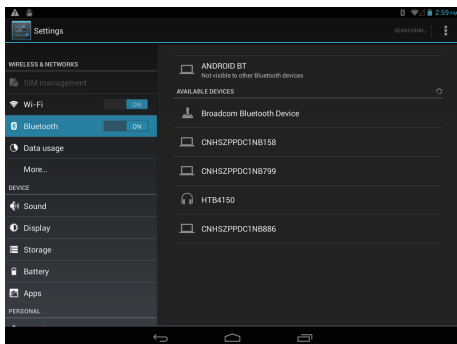 2:59 PM
Settings
SEARCHING...
WIRELESS & NETWORKS
SIM management
Wi-Fi
ON
Bluetooth
ON
Data usage
More...
DEVICE
Sound
Display
Storage
Battery
Apps
PERSONAL
ANDROID BT
Not visible to other Bluetooth devices
AVAILABLE DEVICES
Broadcom Bluetooth Device
CNHSZPPDC1NB158
CNHSZPPDC1NB799
HTB4150
CNHSZPPDC1NB886